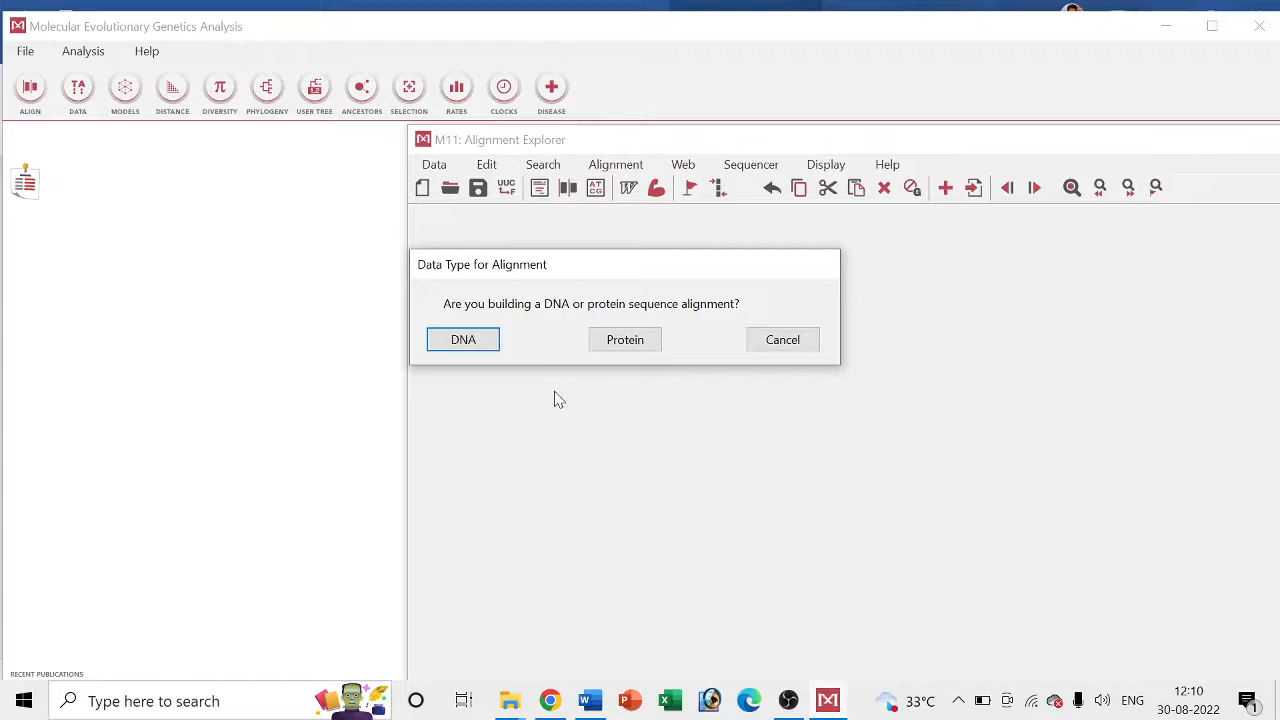 Molecular Evolutionary Genetics Analysis
File Analysis Help
ALIGN DATA MODELS DISTANCE DIVERSITY PHYLOGENY USER TREE ANCESTORS SELECTION RATES CLOCKS DISEASE
M11: Alignment Explorer
Data Edit Search Alignment Web Sequencer Display Help
Data Type for Alignment
Are you building a DNA or protein sequence alignment?
DNA Protein Cancel
RECENT PUBLICATIONS
Type here to search
33°C
ENG
12:10
30-08-2022
1